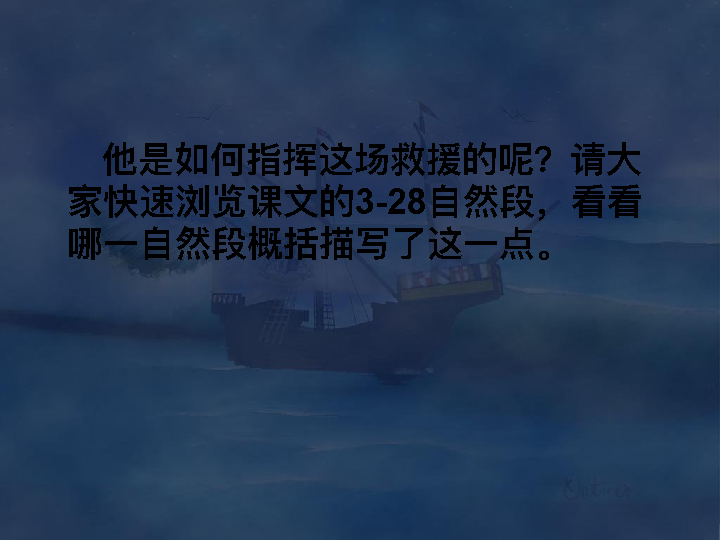 他是如何指挥这场救援的呢？请大
家快速浏览课文的3-28自然段，看看
哪一自然段概括描写了这一点。